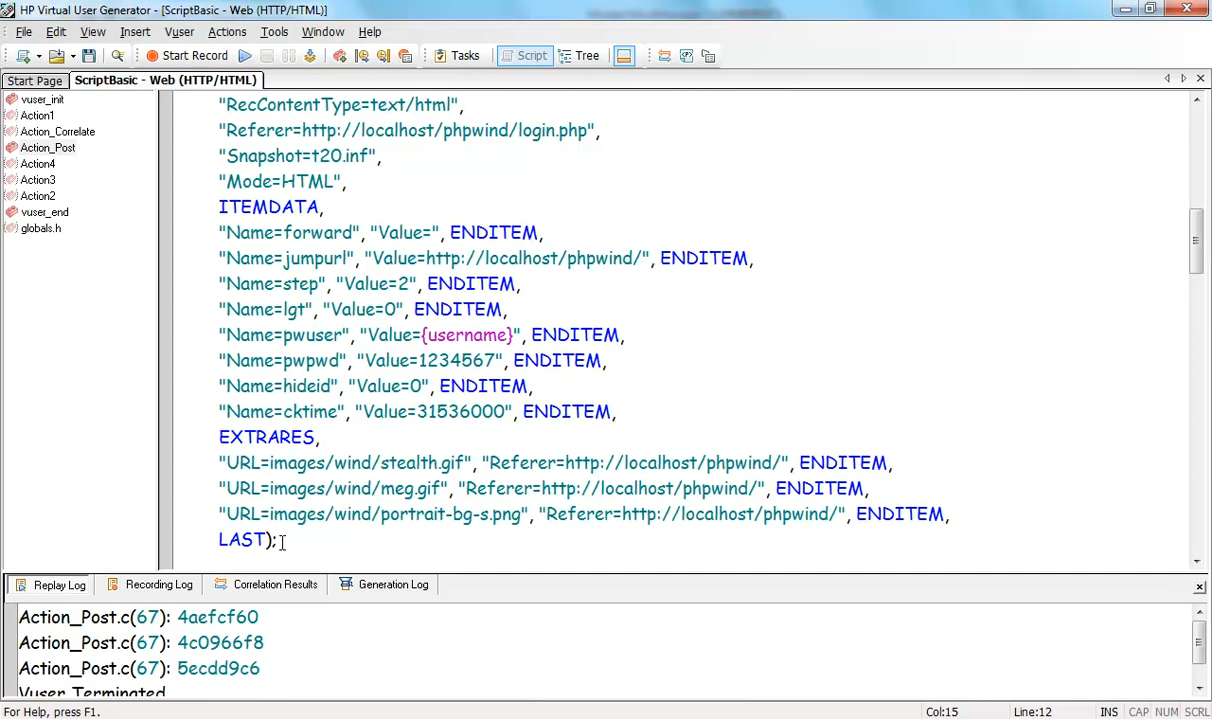 HP Virtual User Generator - [ScriptBasic - Web (HTTP/HTML)]
File Edit View Insert Vuser Actions Tools Window Help
Start Record Tasks Script Tree
Start Page ScriptBasic - Web (HTTP/HTML)
vuser_init
Action1
Action_Correlate
Action_Post
Action4
Action3
Action2
vuser_end
globals.h
"RecContentType=text/html",
"Referer=http://localhost/phpwind/login.php",
"Snapshot=t20.inf",
"Mode=HTML",
ITEMDATA,
"Name=forward", "Value=", ENDITEM,
"Name=jumpurl", "Value=http://localhost/phpwind/", ENDITEM,
"Name=step", "Value=2", ENDITEM,
"Name=lgt", "Value=0", ENDITEM,
"Name=pwuser", "Value={username}", ENDITEM,
"Name=pwpwd", "Value=1234567", ENDITEM,
"Name=hideid", "Value=0", ENDITEM,
"Name=cktime", "Value=31536000", ENDITEM,
EXTRARES,
"URL=images/wind/stealth.gif", "Referer=http://localhost/phpwind/", ENDITEM,
"URL=images/wind/meg.gif", "Referer=http://localhost/phpwind/", ENDITEM,
"URL=images/wind/portrait-bg-s.png", "Referer=http://localhost/phpwind/", ENDITEM,
LAST);
Replay Log Recording Log Correlation Results Generation Log
Action_Post.c(67): 4aefcf60
Action_Post.c(67): 4c0966f8
Action_Post.c(67): 5ecdd9c6
Vuser Terminated.
For Help, press F1. Col:15 Line:12 INS CAP NUM SCRL